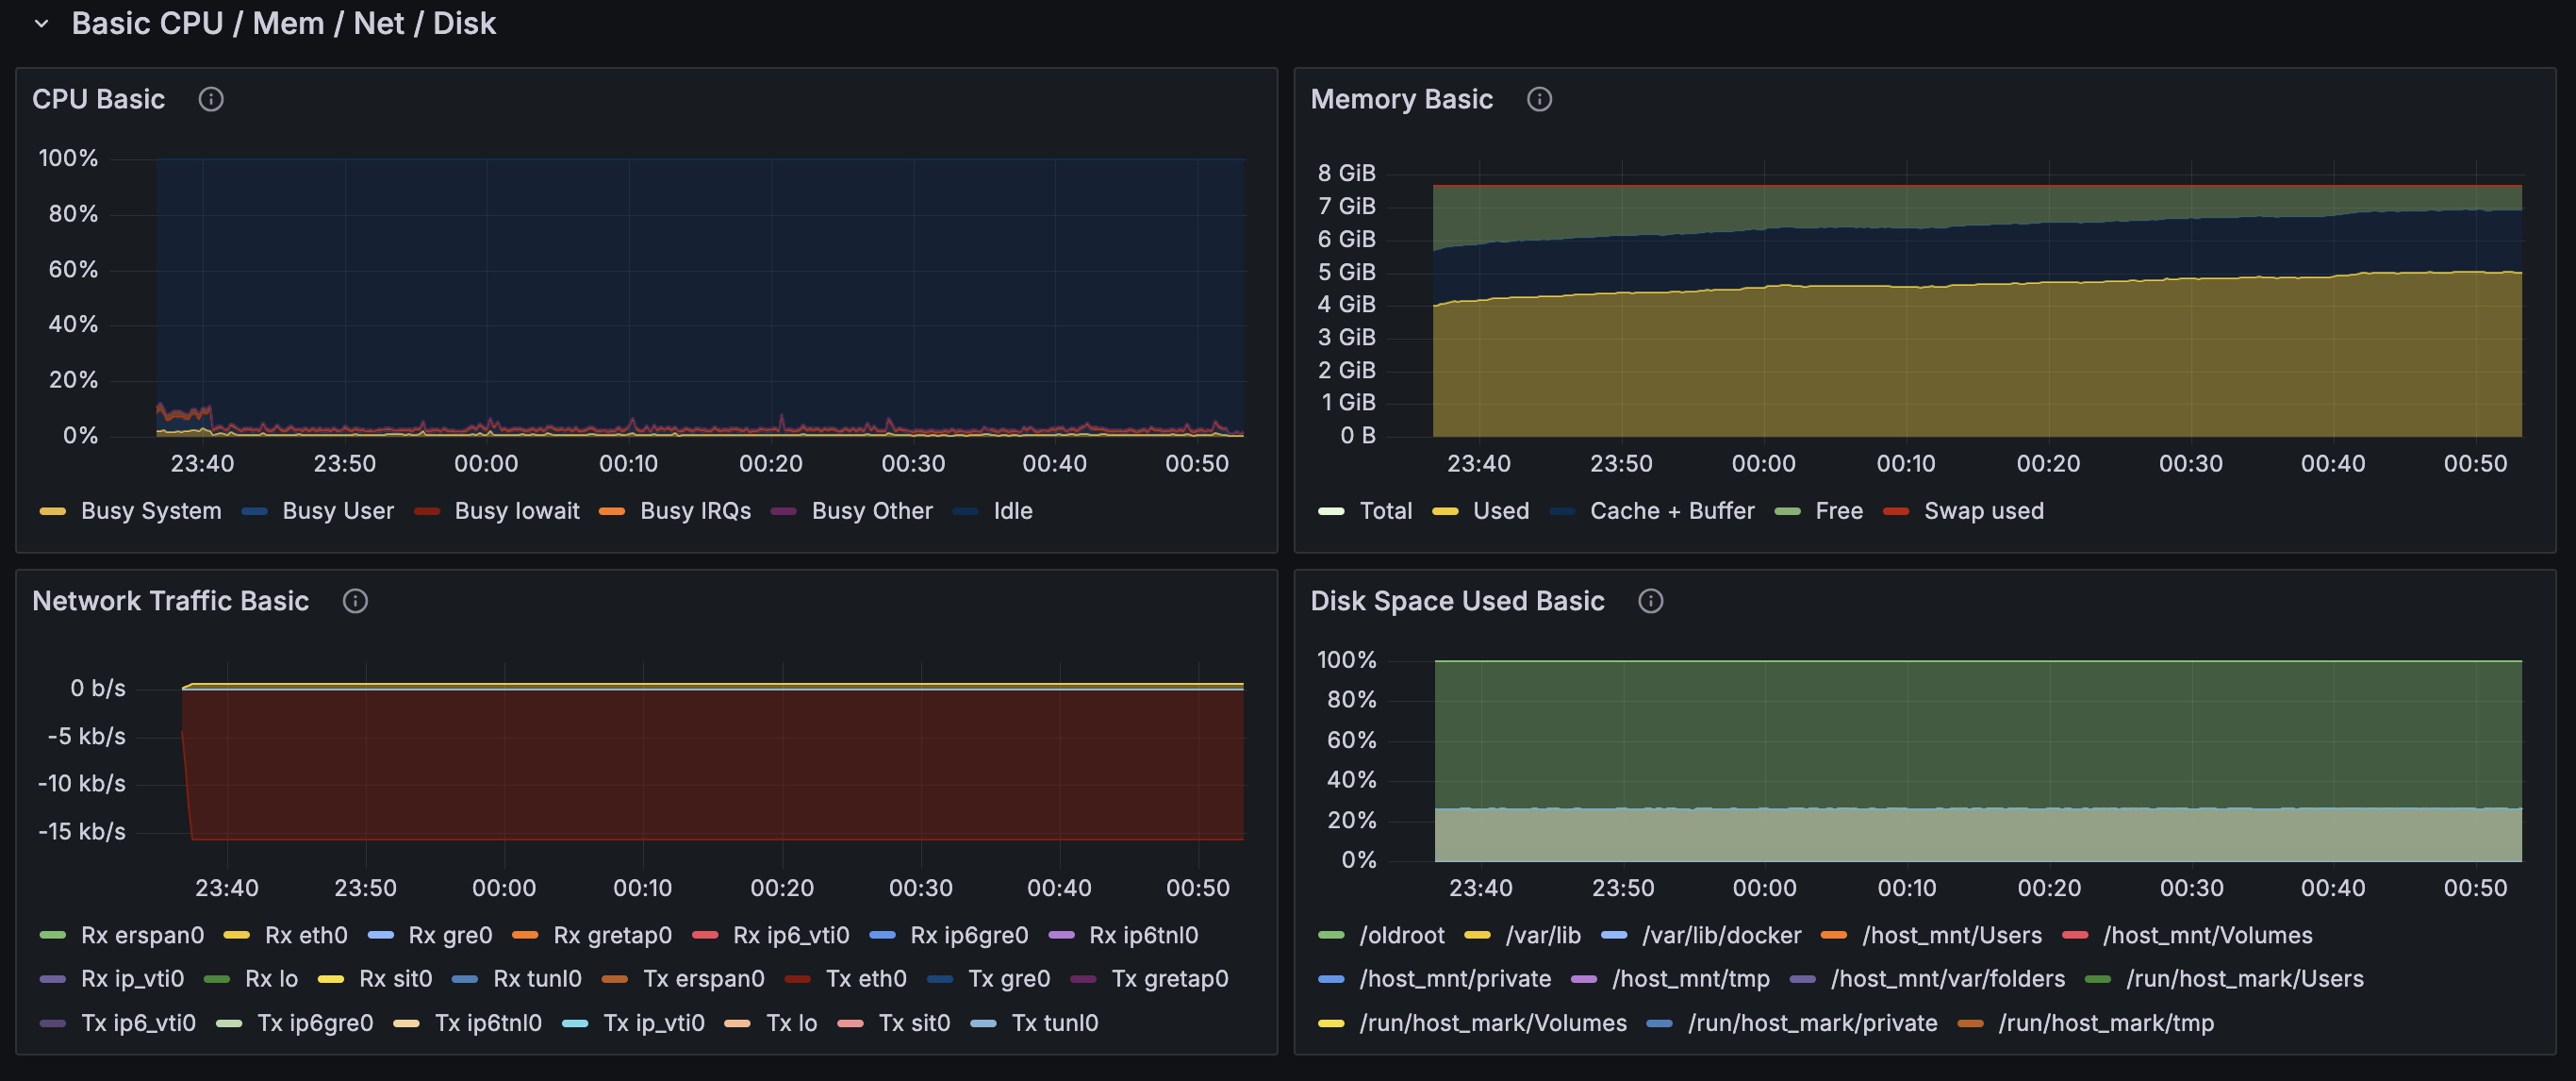 Basic CPU / Mem / Net / Disk
CPU Basic
100%
80%
60%
40%
20%
0%
23:40 23:50 00:00 00:10 00:20 00:30 00:40 00:50
Busy System Busy User Busy Iowait Busy IRQs Busy Other Idle
Memory Basic
8 GiB
7 GiB
6 GiB
5 GiB
4 GiB
3 GiB
2 GiB
1 GiB
0 B
23:40 23:50 00:00 00:10 00:20 00:30 00:40 00:50
Total Used Cache + Buffer Free Swap used
Network Traffic Basic
0 b/s
-5 kb/s
-10 kb/s
-15 kb/s
23:40 23:50 00:00 00:10 00:20 00:30 00:40 00:50
Rx erspan0 Rx eth0 Rx gre0 Rx gretap0 Rx ip6_vti0 Rx ip6gre0 Rx ip6tnl0
Rx ip_vti0 Rx lo Rx sit0 Rx tunl0 Tx erspan0 Tx eth0 Tx gre0 Tx gretap0
Tx ip6_vti0 Tx ip6gre0 Tx ip6tnl0 Tx ip_vti0 Tx lo Tx sit0 Tx tunl0
Disk Space Used Basic
100%
80%
60%
40%
20%
0%
23:40 23:50 00:00 00:10 00:20 00:30 00:40 00:50
/oldroot /var/lib /var/lib/docker /host_mnt/Users /host_mnt/Volumes
/host_mnt/private /host_mnt/tmp /host_mnt/var/folders /run/host_mark/Users
/run/host_mark/Volumes /run/host_mark/private /run/host_mark/tmp